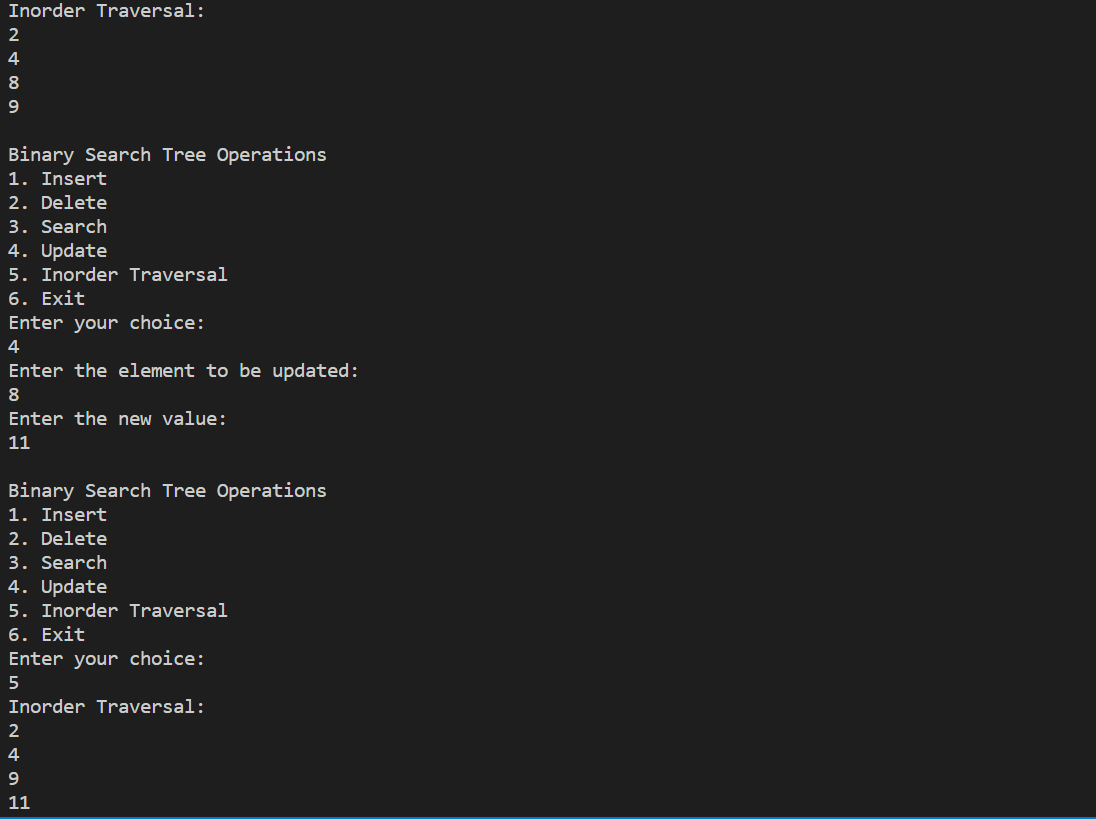 Inorder Traversal:
2
4
8
9
Binary Search Tree Operations
1. Insert
2. Delete
3. Search
4. Update
5. Inorder Traversal
6. Exit
Enter your choice:
4
Enter the element to be updated:
8
Enter the new value:
11
Binary Search Tree Operations
1. Insert
2. Delete
3. Search
4. Update
5. Inorder Traversal
6. Exit
Enter your choice:
5
Inorder Traversal:
2
4
9
11